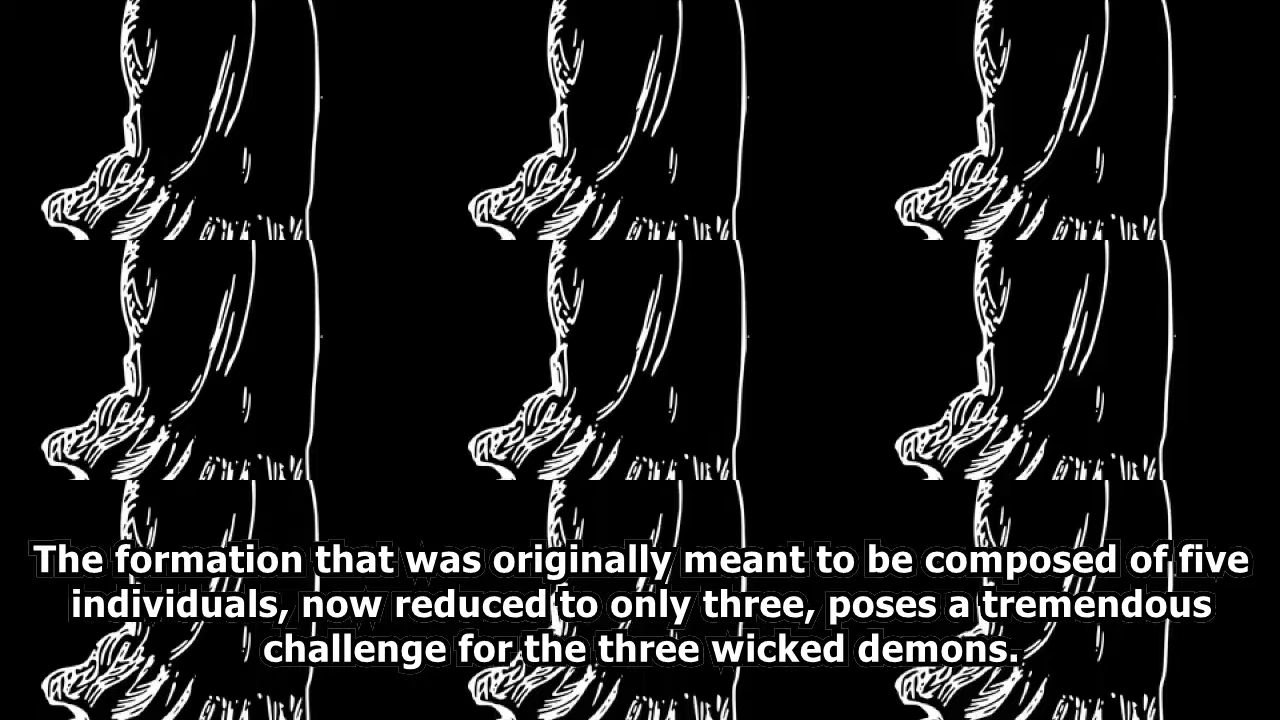 The formation that was originally meant to be composed of five
individuals, now reduced to only three, poses a tremendous
challenge for the three wicked demons.